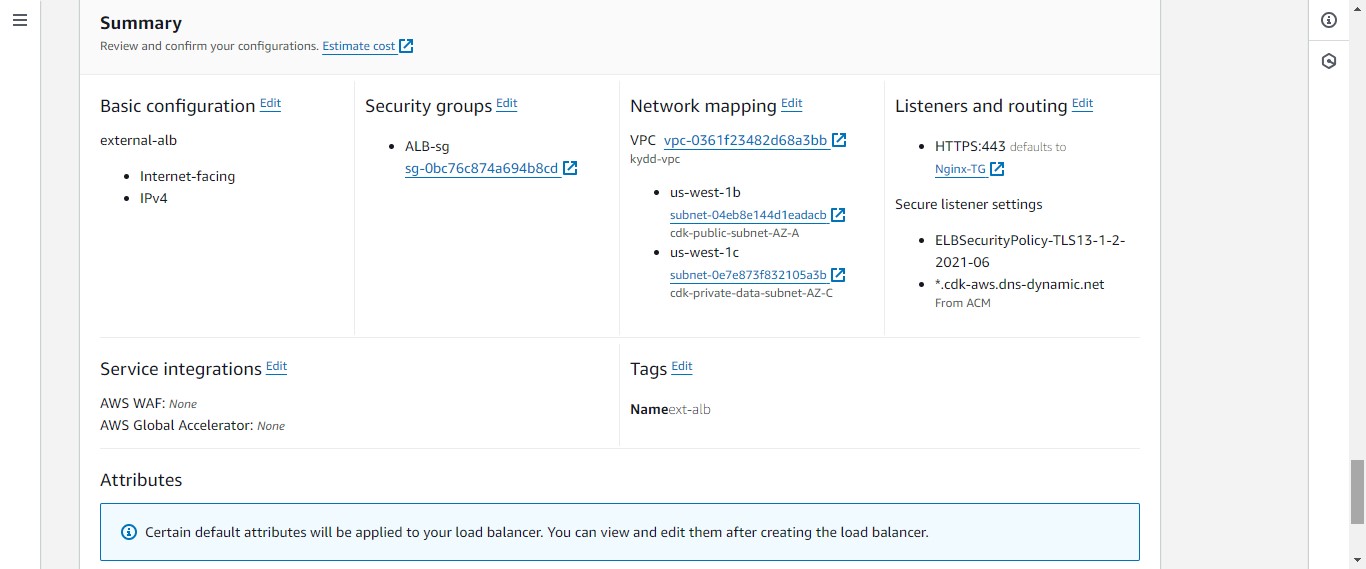 Summary
Review and confirm your configurations. Estimate cost
Basic configuration Edit
external-alb
Internet-facing
IPv4
Security groups Edit
ALB-sg
sg-0bc76c874a694b8cd
Network mapping Edit
VPC vpc-0361f23482d68a3bb
kydd-vpc
us-west-1b
subnet-04eb8e144d1eadacb
cdk-public-subnet-AZ-A
us-west-1c
subnet-0e7e873f832105a3b
cdk-private-data-subnet-AZ-C
Listeners and routing Edit
HTTPS:443 defaults to
Nginx-TG
Secure listener settings
ELBSecurityPolicy-TLS13-1-2-
2021-06
*.cdk-aws.dns-dynamic.net
From ACM
Service integrations Edit
AWS WAF: None
AWS Global Accelerator: None
Tags Edit
Nameext-alb
Attributes
Certain default attributes will be applied to your load balancer. You can view and edit them after creating the load balancer.